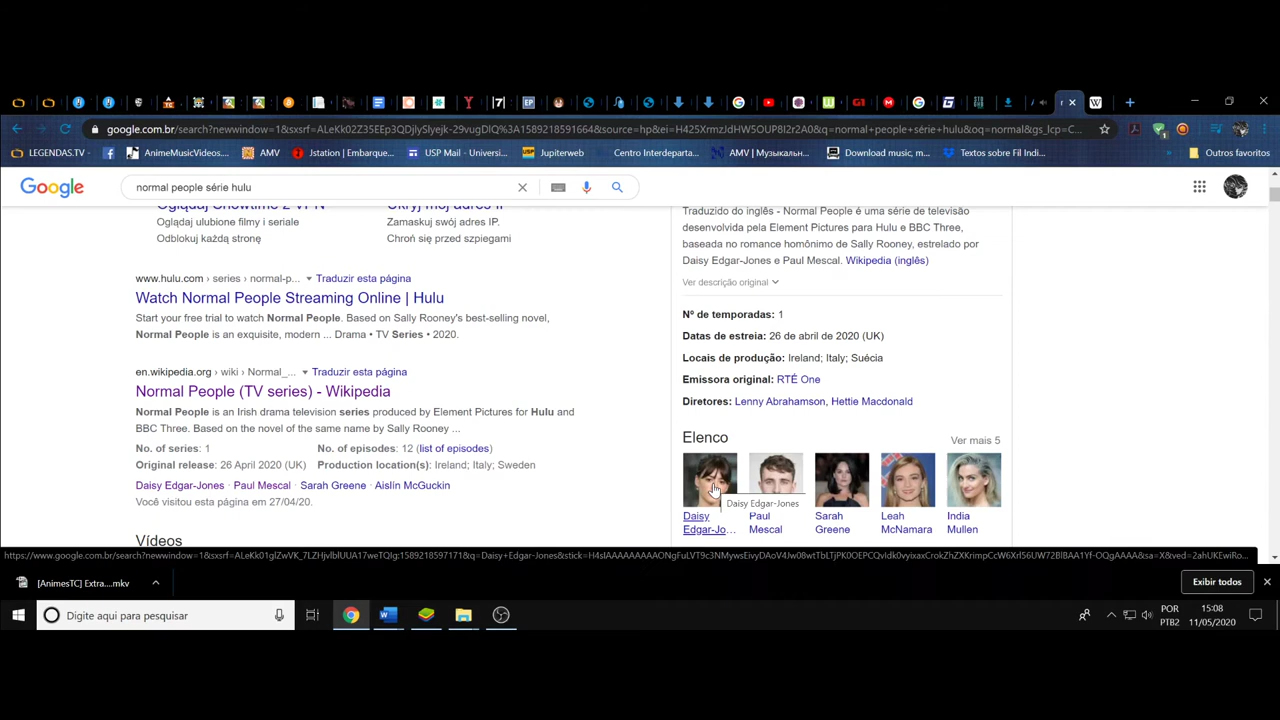 google.com.br/search?newwindow=1&sxsrf=ALeKk02Z35EEp3QDjlySlyejk-29vugDIQ%3A1589218591664&source=hp&ei=H425XrmzJdHW5OUP8I2r2A0&q=normal+people+série+hulu&oq=normal&gs_lcp=C...
LEGENDAS.TV -
AnimeMusicVideos....
AMV
Jstation | Embarque...
USP Mail - Universi...
Jupiterweb
Centro Interdeparta...
AMV | Музыкальн...
Download music, m...
Textos sobre Fil Indi...
Outros favoritos
Google
normal people série hulu
Oglądaj Showtime z VPN
Ukryj mój adres IP
Oglądaj ulubione filmy i seriale
Zamaskuj swój adres IP.
Odblokuj każdą stronę
Chroń się przed szpiegami
www.hulu.com › series › normal-p... Traduzir esta página
Watch Normal People Streaming Online | Hulu
Start your free trial to watch Normal People. Based on Sally Rooney's best-selling novel,
Normal People is an exquisite, modern ... Drama • TV Series • 2020.
en.wikipedia.org › wiki › Normal_... Traduzir esta página
Normal People (TV series) - Wikipedia
Normal People is an Irish drama television series produced by Element Pictures for Hulu and
BBC Three. Based on the novel of the same name by Sally Rooney ...
No. of series: 1
No. of episodes: 12 (list of episodes)
Original release: 26 April 2020 (UK)
Production location(s): Ireland; Italy; Sweden
Daisy Edgar-Jones · Paul Mescal · Sarah Greene · Aislín McGuckin
Você visitou esta página em 27/04/20.
Vídeos
Traduzido do inglês - Normal People é uma série de televisão
desenvolvida pela Element Pictures para Hulu e BBC Three,
baseada no romance homônimo de Sally Rooney, estrelado por
Daisy Edgar-Jones e Paul Mescal. Wikipedia (inglês)
Ver descrição original
Nº de temporadas: 1
Datas de estreia: 26 de abril de 2020 (UK)
Locais de produção: Ireland; Italy; Suécia
Emissora original: RTÉ One
Diretores: Lenny Abrahamson, Hettie Macdonald
Elenco
Ver mais 5
Daisy Edgar-Jones
Daisy
Edgar-Jo...
Paul
Mescal
Sarah
Greene
Leah
McNamara
India
Mullen
[AnimesTC] Extra....mkv
Exibir todos
Digite aqui para pesquisar
POR
PTB2
15:08
11/05/2020